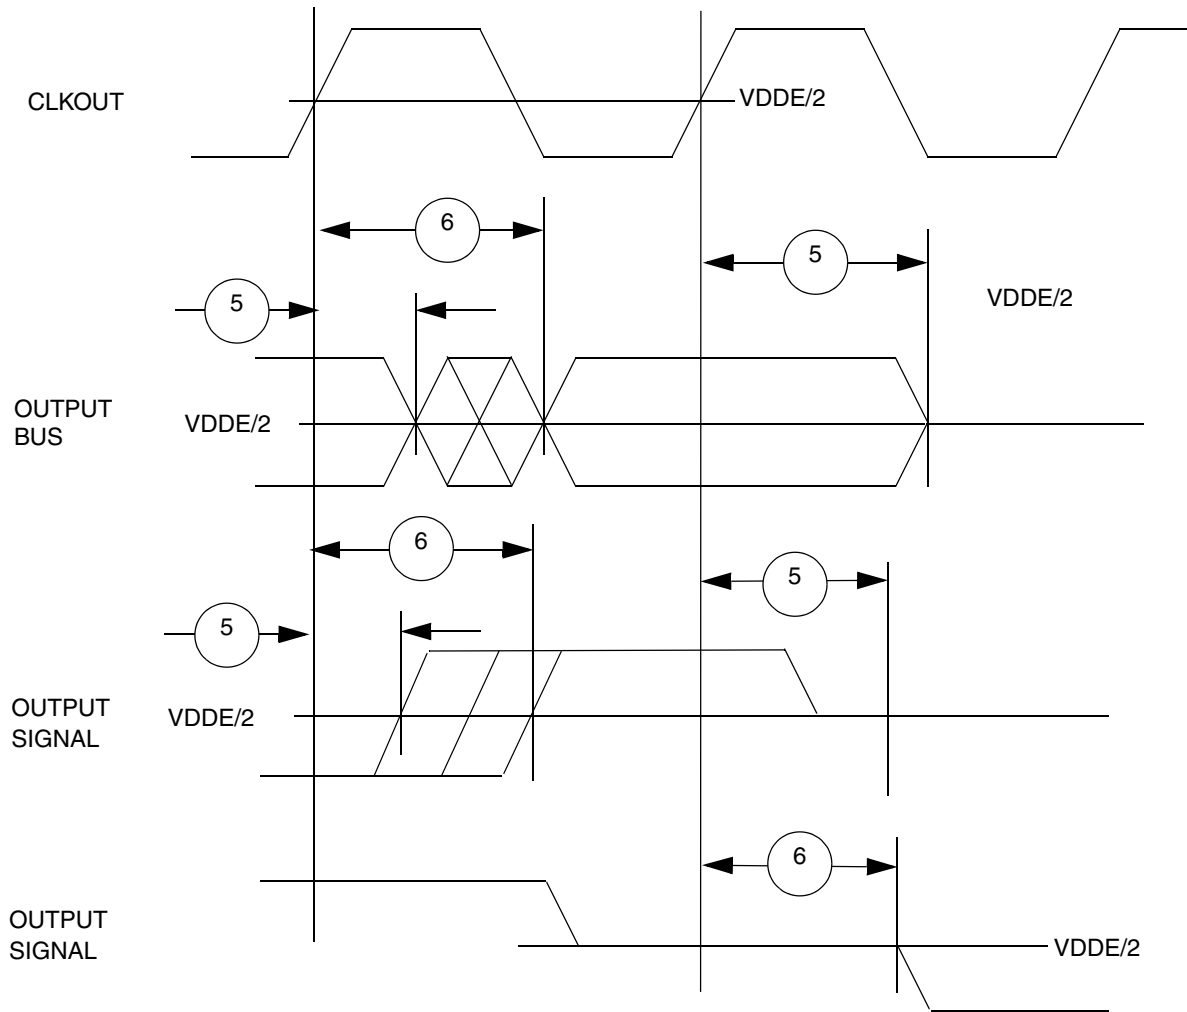 CLKOUT
VDDE/2
6
5
5
VDDE/2
OUTPUT
BUS
VDDE/2
6
5
5
OUTPUT
SIGNAL
VDDE/2
6
OUTPUT
SIGNAL
VDDE/2